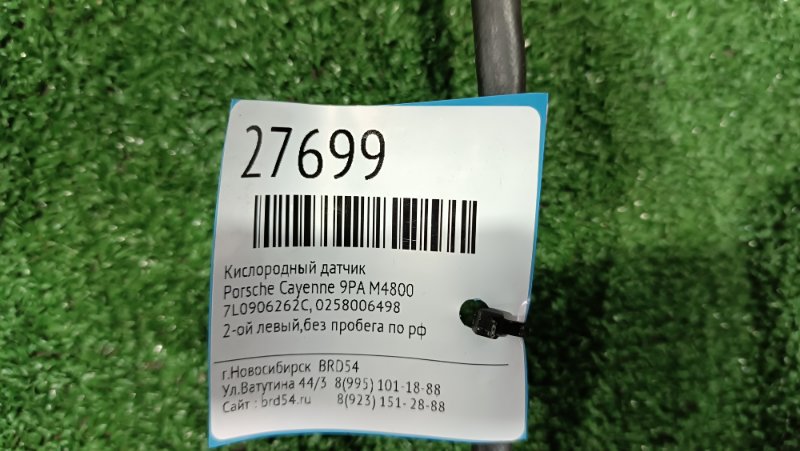 27699
Кислородный датчик
Porsche Cayenne 9PA M4800
7L0906262C, 0258006498
2-ой левый,без пробега по рф
г.Новосибирск BRD54
Ул.Ватутина 44/3 8(995) 101-18-88
Сайт : brd54.ru 8(923) 151-28-88